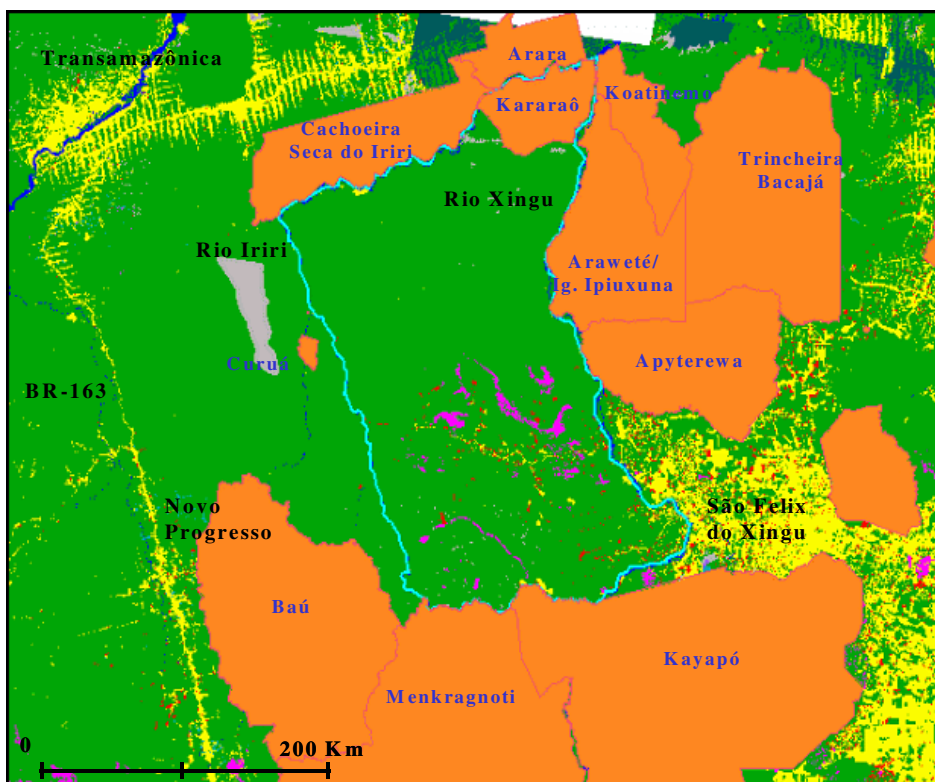 Transamazônica
Arara
Koatinemo
Kararaô
Cachoeira
Seca do Iriri
Trincheira
Bacajá
Rio Xingu
Rio Iriri
Araweté/
Ig. Ipiuxuna
Curuá
Apyterewa
BR-163
Novo
Progresso
São Felix
do Xingu
Baú
Kayapó
Menkragnoti
0
200 Km